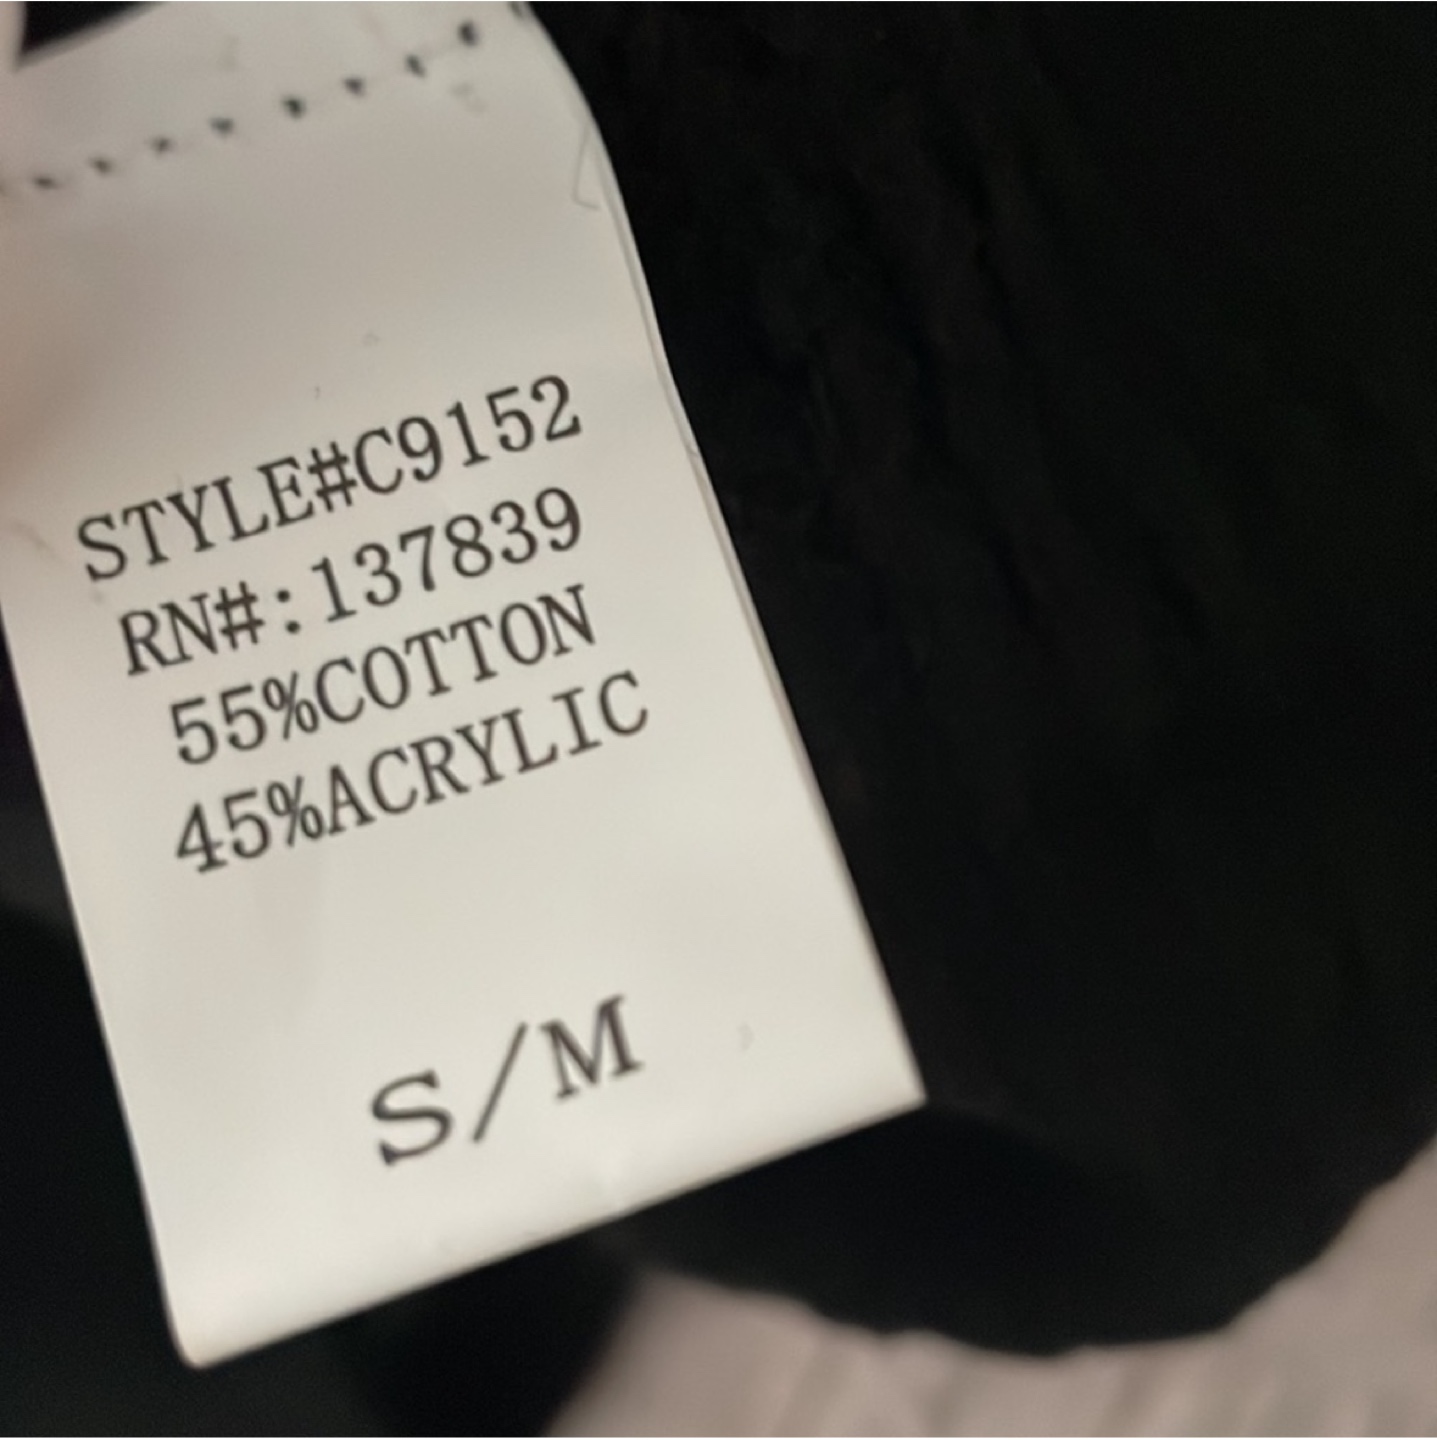 STYLE#C9152
RN#:137839
55%COTTON
45%ACRYLIC
S/M